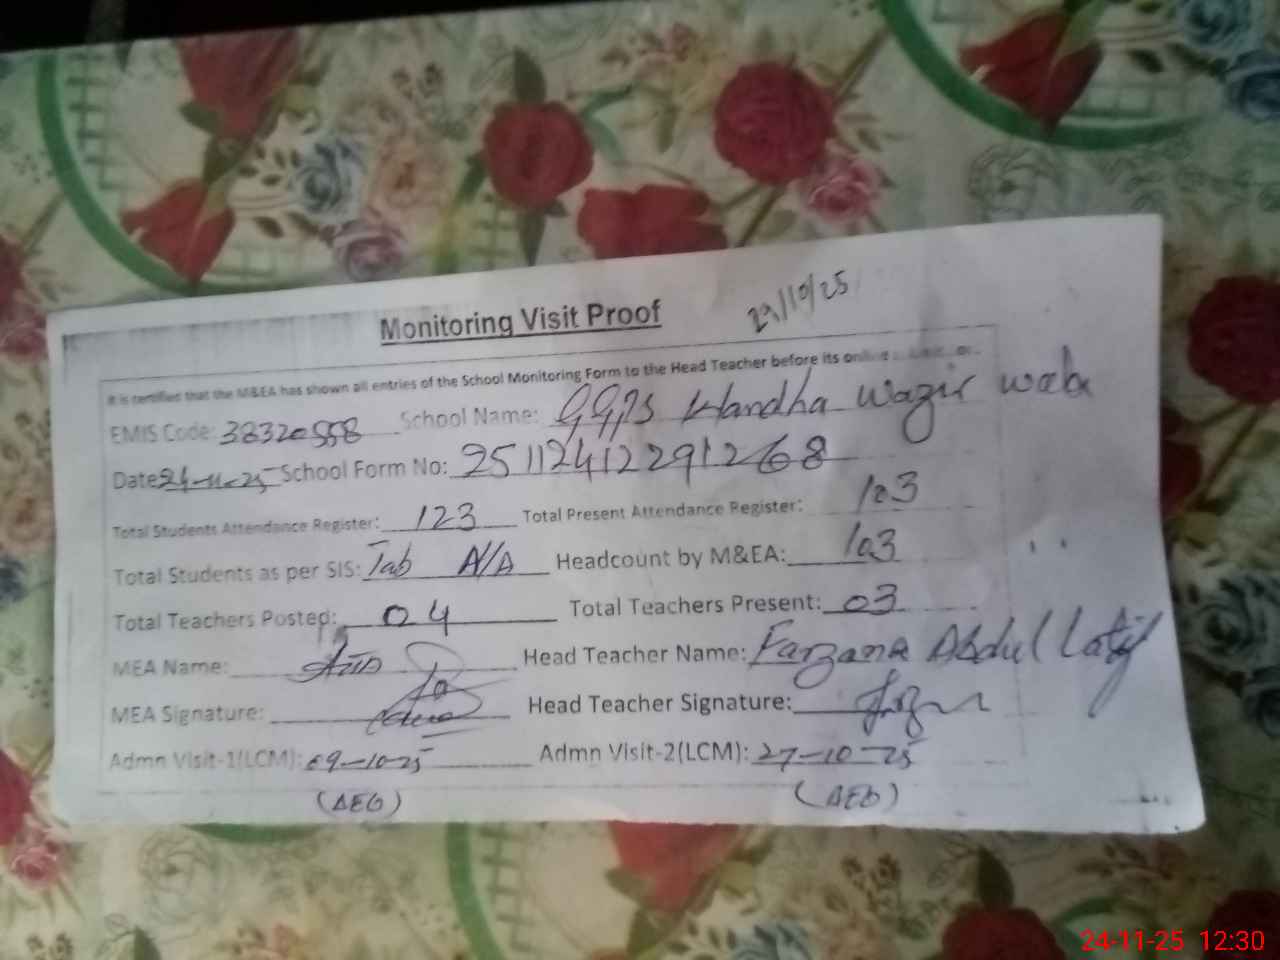 Monitoring Visit Proof
29/10/25
It is certified that the M&EA has shown all entries of the School Monitoring Form to the Head Teacher before its online
EMIS Code: 38320558 School Name: GGPS Handha Wazir
Date: 24-11-25 School Form No: 25112412291268
Total Students Attendance Register: 123 Total Present Attendance Register: 103
Total Students as per SIS: Tab N/A Headcount by M&EA: 103
Total Teachers Posted: 04 Total Teachers Present: 03
MEA Name: Head Teacher Name: Farzana Abdul Latif
MEA Signature: Head Teacher Signature:
Admn Visit-1(LCM): 09-10-25 Admn Visit-2(LCM): 27-10-25
(AEO) (AEO)
24-11-25 12:30